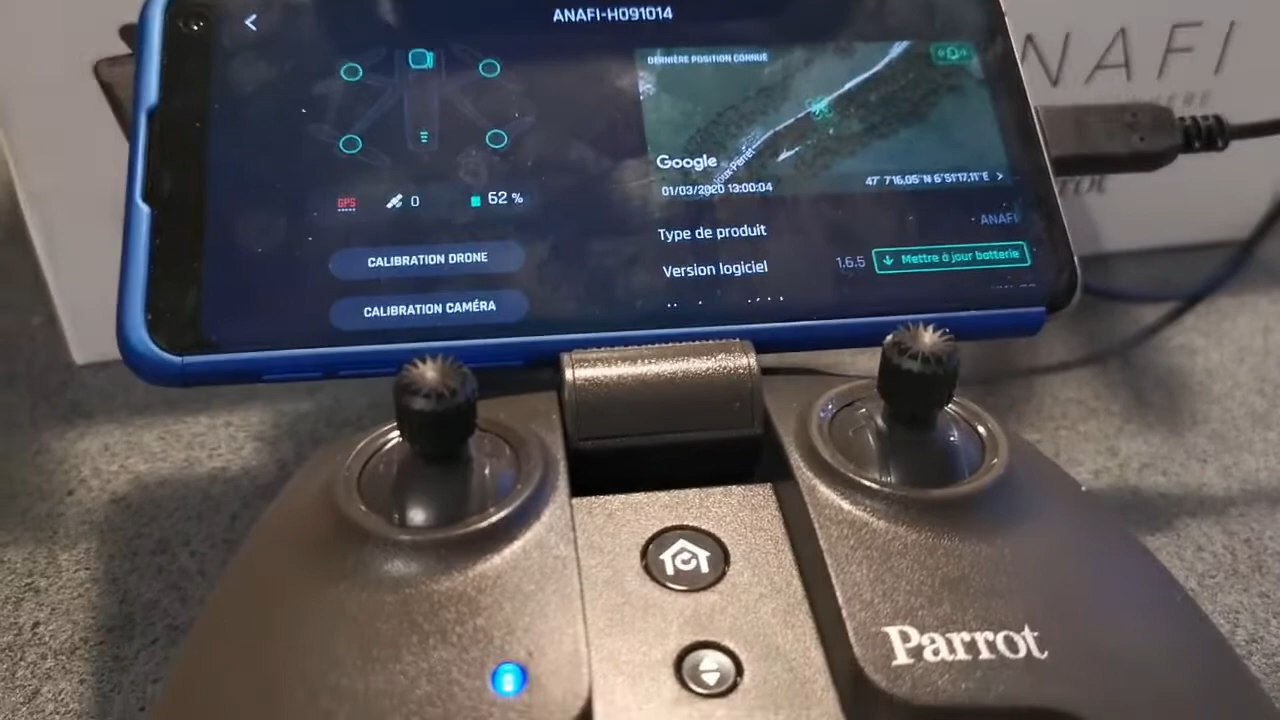 ANAFI-H091014
DERNIÈRE POSITION CONNUE
Google
01/03/2020 13:00:04
47° 7'16,05"N 6°51'17,11"E
GPS
0
62 %
Type de produit
ANAFI
CALIBRATION DRONE
Version logiciel
1.6.5
Mettre à jour batterie
CALIBRATION CAMÉRA
NAFI
Parrot